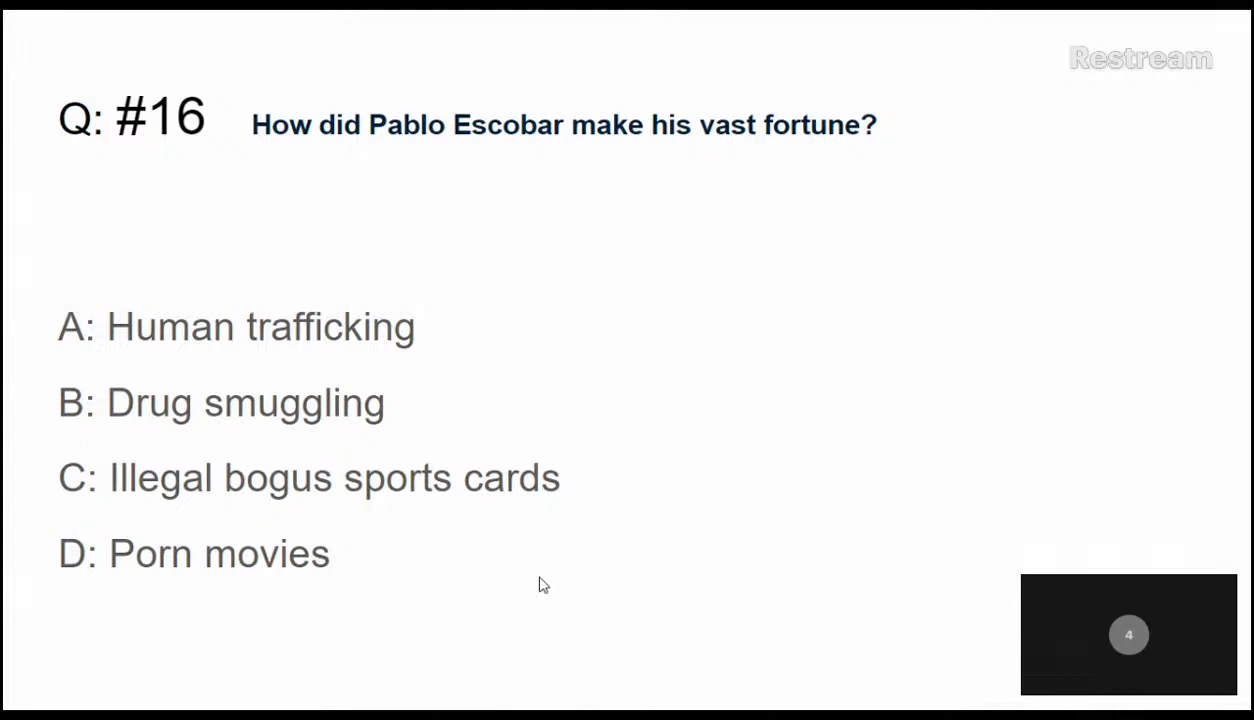 Restream
Q: #16 How did Pablo Escobar make his vast fortune?
A: Human trafficking
B: Drug smuggling
C: Illegal bogus sports cards
D: Porn movies
4